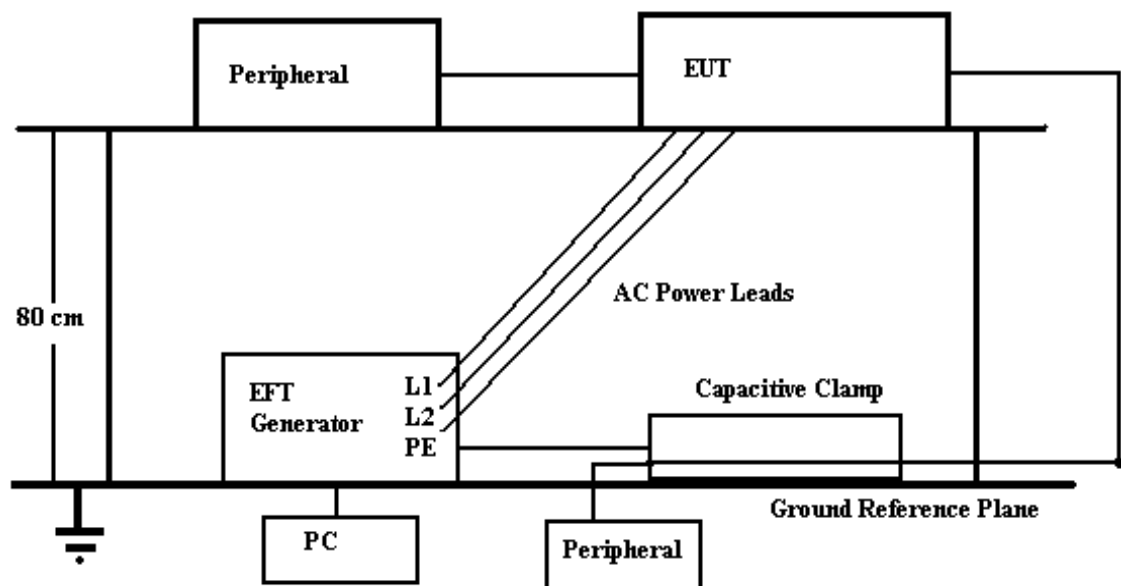 Peripheral
EUT
80 cm
AC Power Leads
EFT
Generator
L1
L2
PE
Capacitive Clamp
Ground Reference Plane
PC
Peripheral